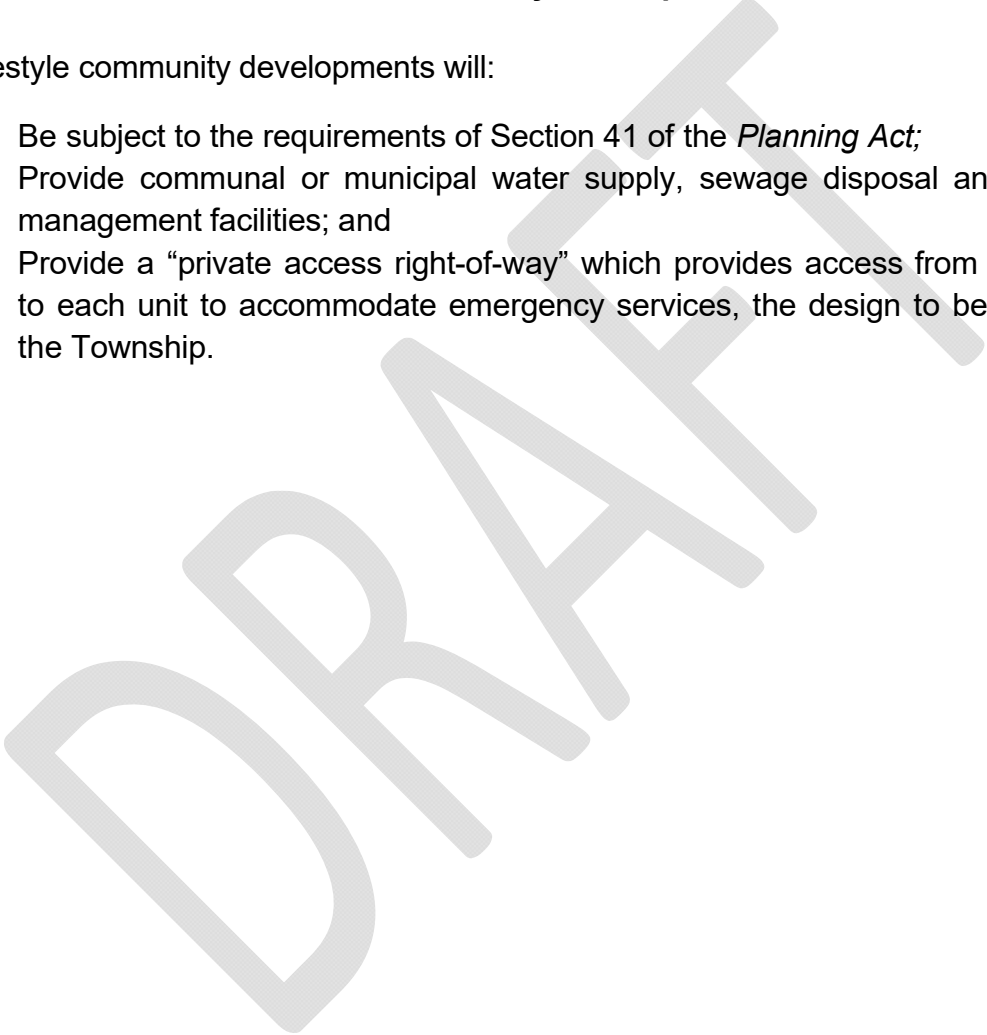 estyle community developments will:
Be subject to the requirements of Section 41 of the Planning Act;
Provide communal or municipal water supply, sewage disposal an
management facilities; and
Provide a “private access right-of-way” which provides access from
to each unit to accommodate emergency services, the design to be
the Township.
DRAFT